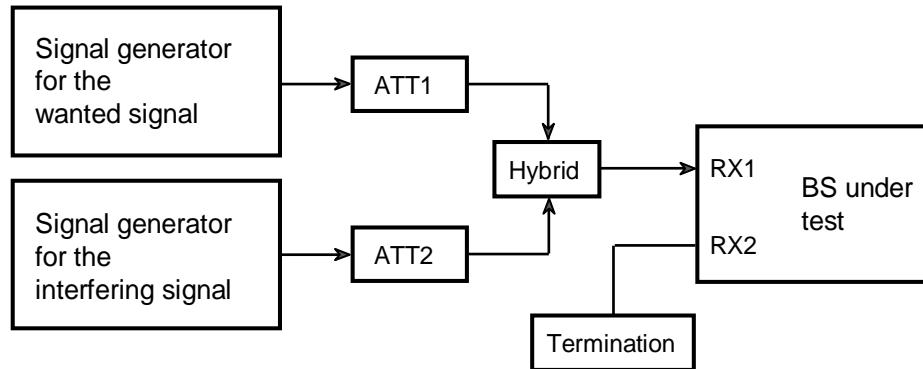 Signal generator
for the
wanted signal
ATT1
Hybrid
Signal generator
for the
interfering signal
ATT2
RX1
RX2
BS under
test
Termination